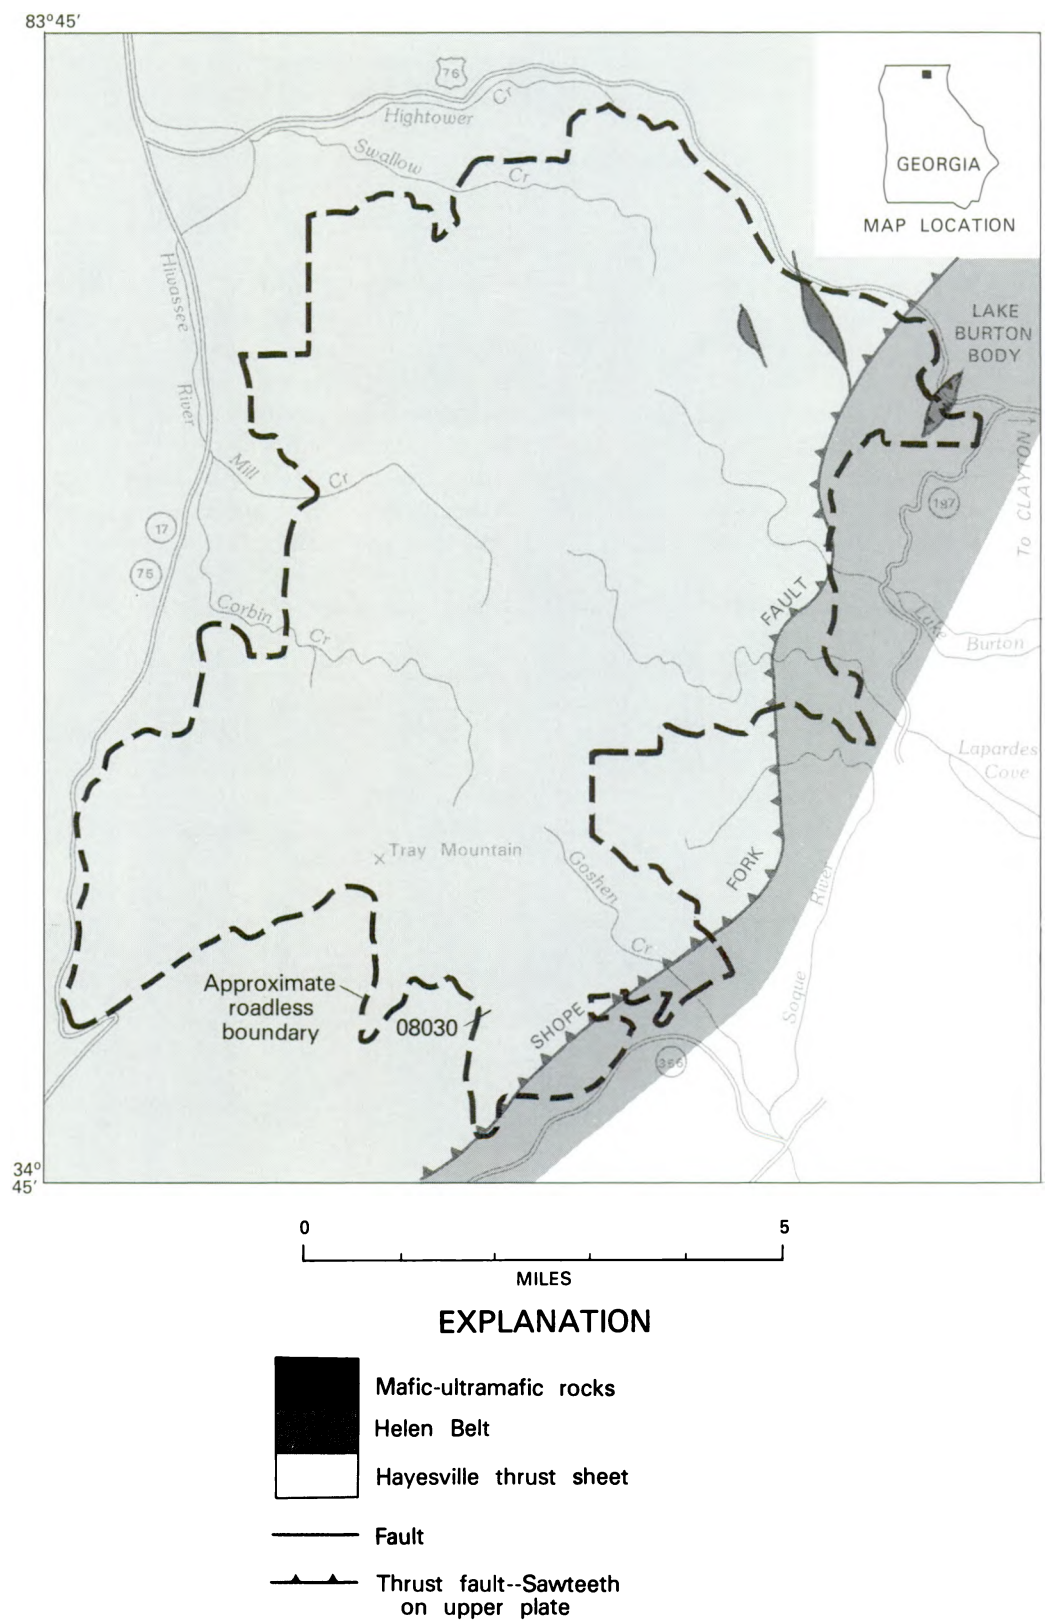 83°45'
76
Cr
Hightower
Swallow
Cr
GEORGIA
MAP LOCATION
Hiwassee
River
LAKE
BURTON
BODY
Mill
Cr
To CLAYTON
197
17
76
FAULT
Corbin
Cr
Lake
Burton
Lapardes
Cove
Tray Mountain
Goshen
Cr
FORK
River
Soque
Approximate
roadless
boundary
08030
SHOPE
356
34°
45'
0 5
MILES
EXPLANATION
Mafic-ultramafic rocks
Helen Belt
Hayesville thrust sheet
Fault
Thrust fault--Sawteeth
on upper plate